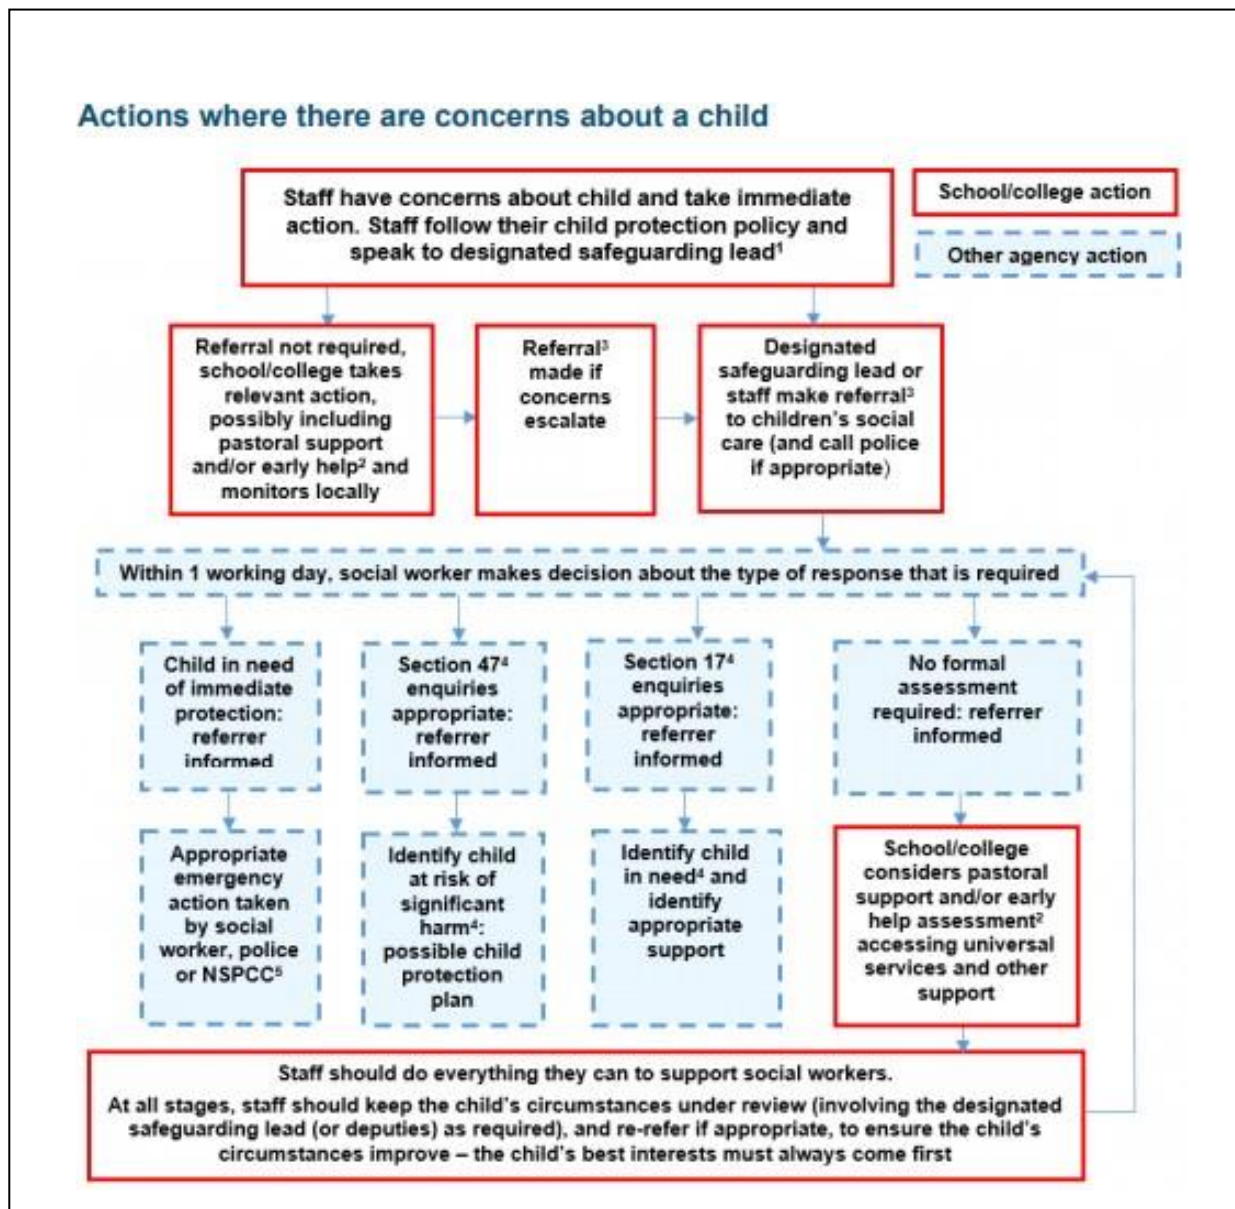 Actions where there are concerns about a child
Staff have concerns about child and take immediate
action. Staff follow their child protection policy and
speak to designated safeguarding lead¹
School/college action
Other agency action
Referral not required,
school/college takes
relevant action,
possibly including
pastoral support
and/or early help² and
monitors locally
Referral³
made if
concerns
escalate
Designated
safeguarding lead or
staff make referral³
to children’s social
care (and call police
if appropriate)
Within 1 working day, social worker makes decision about the type of response that is required
Child in need
of immediate
protection:
referrer
informed
Section 47⁴
enquiries
appropriate:
referrer
informed
Section 17⁴
enquiries
appropriate:
referrer
informed
No formal
assessment
required: referrer
informed
Appropriate
emergency
action taken
by social
worker, police
or NSPCC⁵
Identify child
at risk of
significant
harm⁴:
possible child
protection
plan
Identify child
in need⁴ and
identify
appropriate
support
School/college
considers pastoral
support and/or early
help assessment²
accessing universal
services and other
support
Staff should do everything they can to support social workers.
At all stages, staff should keep the child’s circumstances under review (involving the designated
safeguarding lead (or deputies) as required), and re-refer if appropriate, to ensure the child’s
circumstances improve – the child’s best interests must always come first